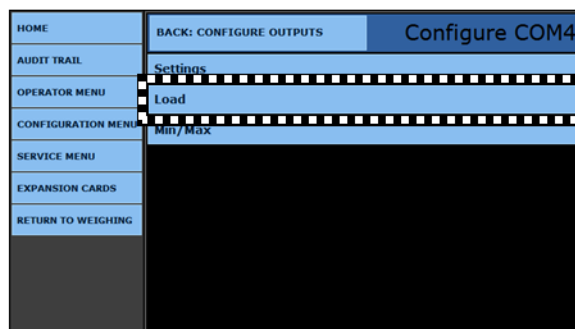 HOME
AUDIT TRAIL
OPERATOR MENU
CONFIGURATION MENU
SERVICE MENU
EXPANSION CARDS
RETURN TO WEIGHING
BACK: CONFIGURE OUTPUTS
Configure COM4
Settings
Load
Min/Max